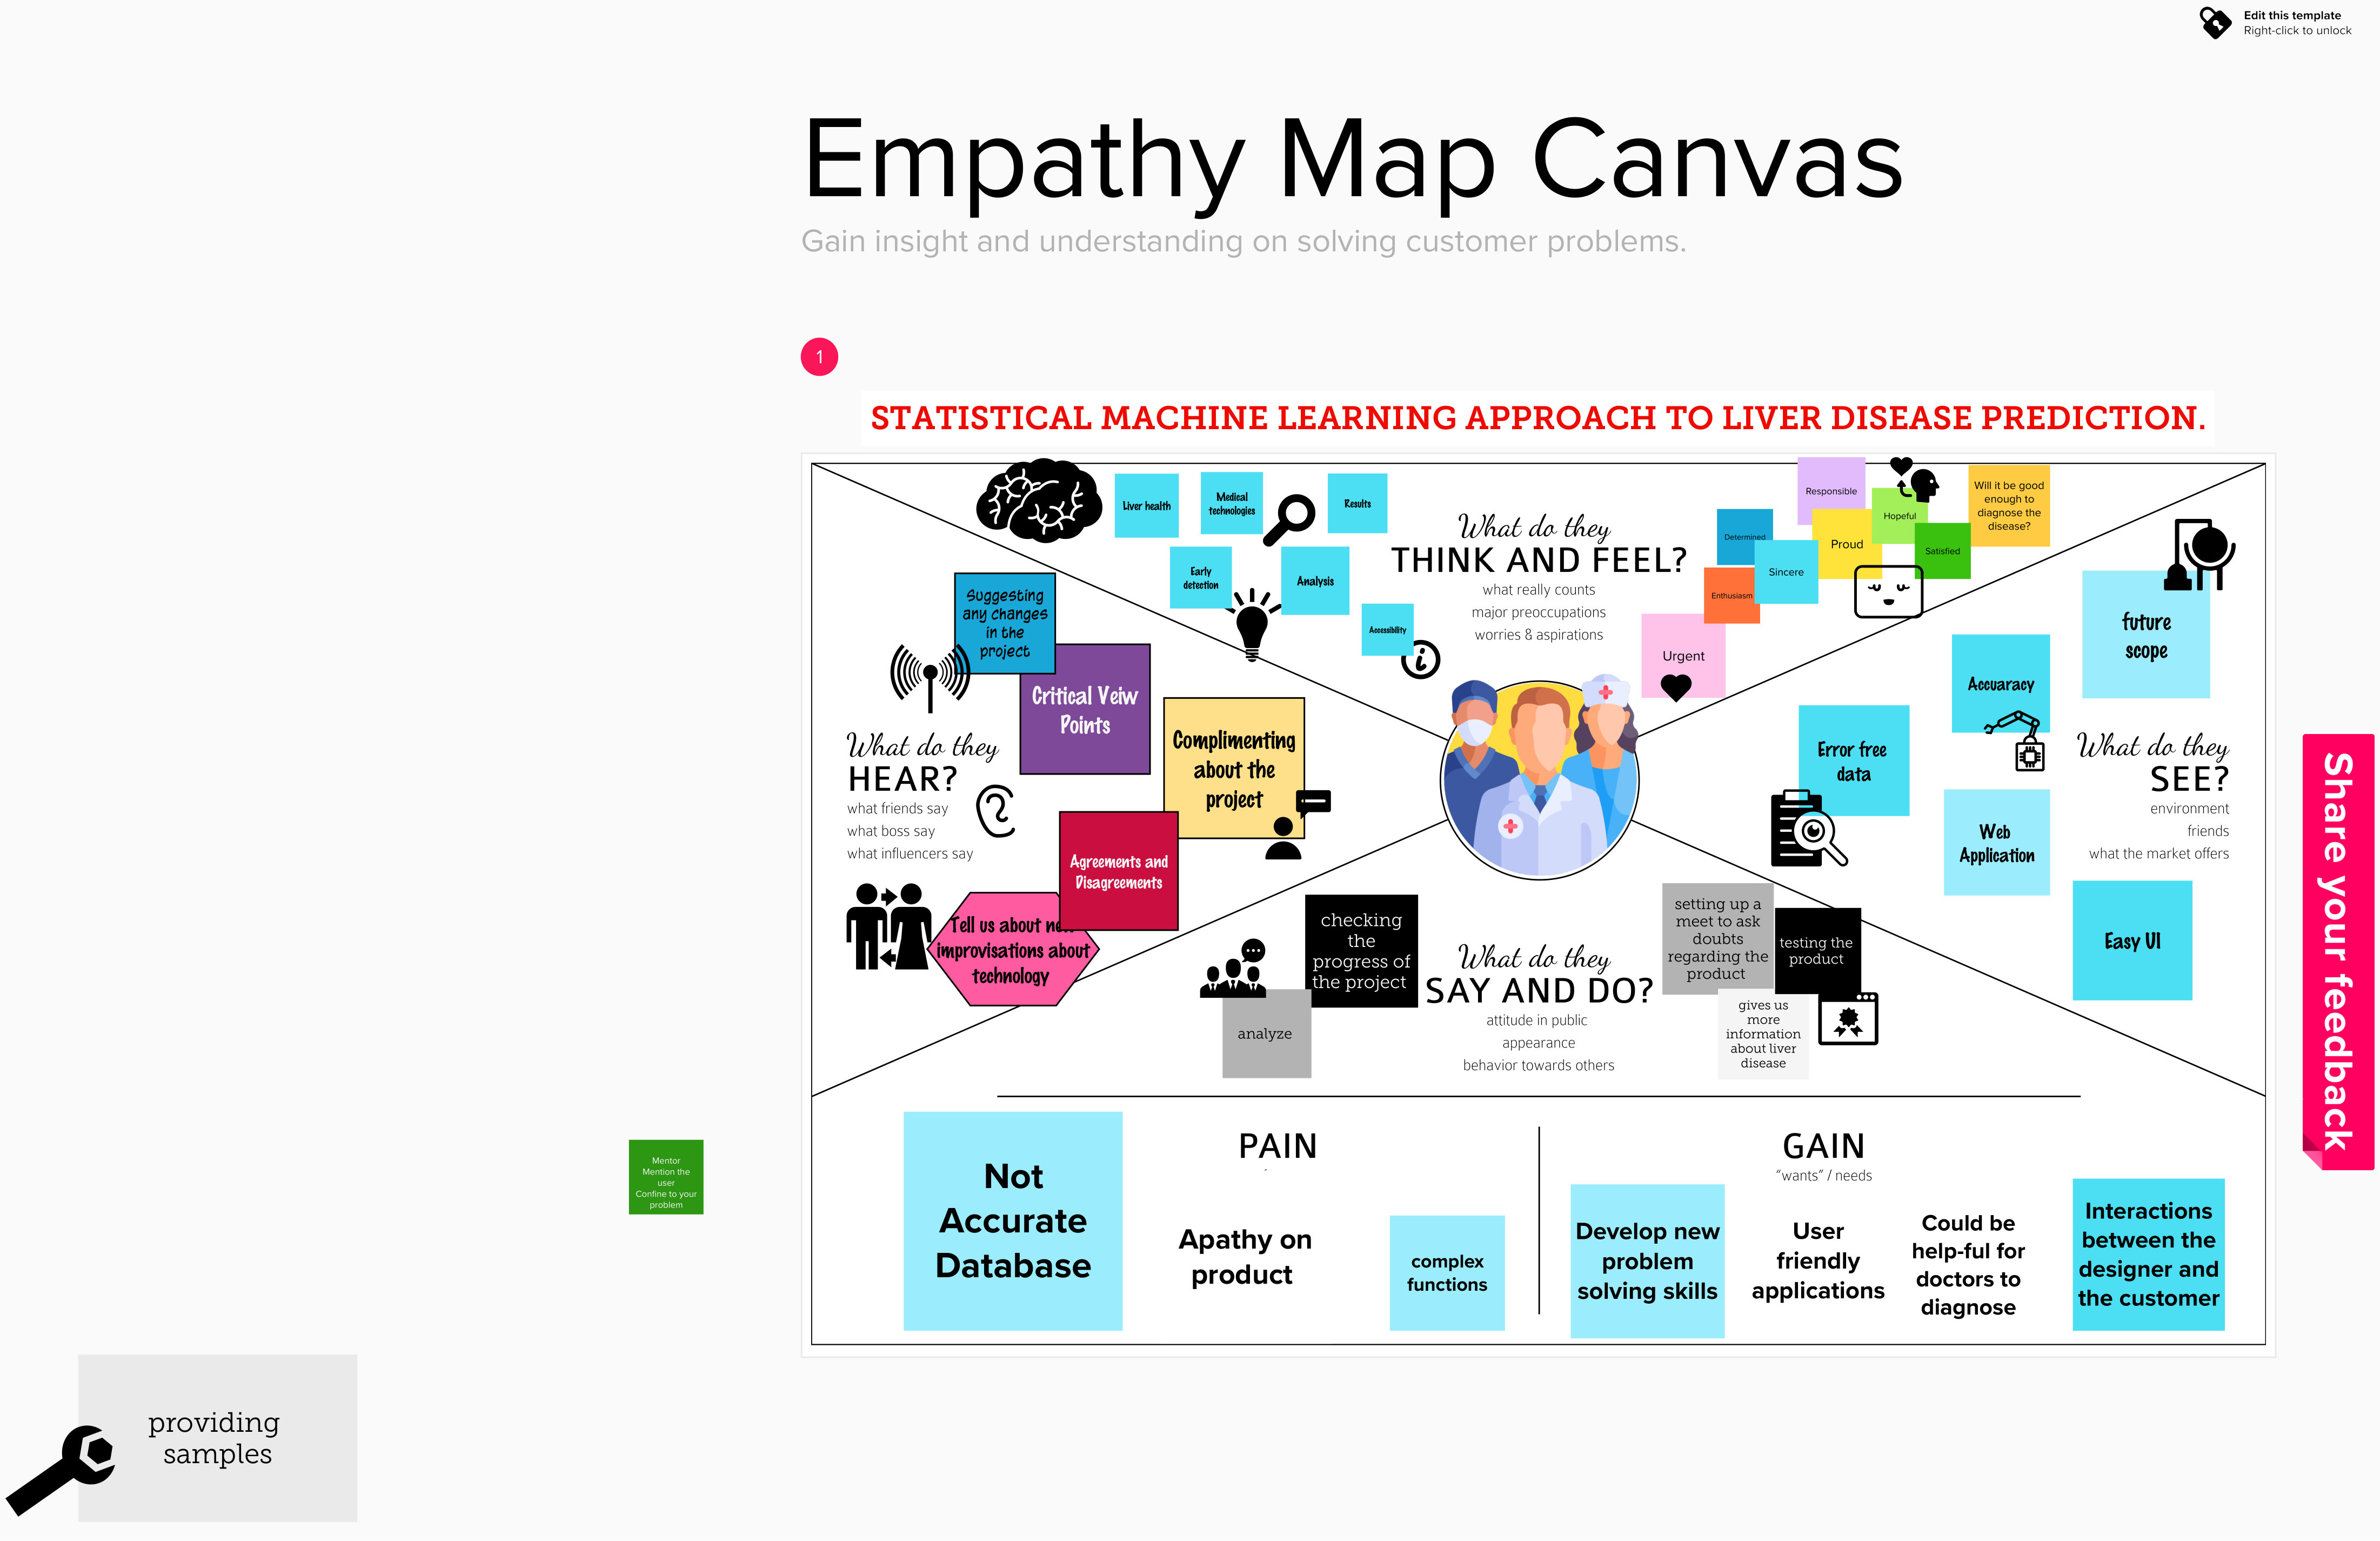 Edit this template
Right-click to unlock
Empathy Map Canvas
Gain insight and understanding on solving customer problems.
1
STATISTICAL MACHINE LEARNING APPROACH TO LIVER DISEASE PREDICTION.
Liver health
Medical
technologies
Results
Early
detection
Analysis
Accessibility
What do they
THINK AND FEEL?
what really counts
major preoccupations
worries & aspirations
Responsible
Hopeful
Will it be good
enough to
diagnose the
disease?
Determined
Proud
Satisfied
Sincere
Enthusiasm
Urgent
Suggesting
any changes
in the
project
Critical Veiw
Points
Complimenting
about the
project
What do they
HEAR?
what friends say
what boss say
what influencers say
Agreements and
Disagreements
Tell us about
improvisations about
technology
future
scope
Accuaracy
Error free
data
What do they
SEE?
environment
friends
what the market offers
Web
Application
Easy UI
checking
the
progress of
the project
analyze
What do they
SAY AND DO?
attitude in public
appearance
behavior towards others
setting up a
meet to ask
doubts
regarding the
product
testing the
product
gives us
more
information
about liver
disease
Share your feedback
PAIN
Not
Accurate
Database
Apathy on
product
complex
functions
GAIN
“wants” / needs
Develop new
problem
solving skills
User
friendly
applications
Could be
help-ful for
doctors to
diagnose
Interactions
between the
designer and
the customer
Mentor
Mention the
user
Confine to your
problem
providing
samples